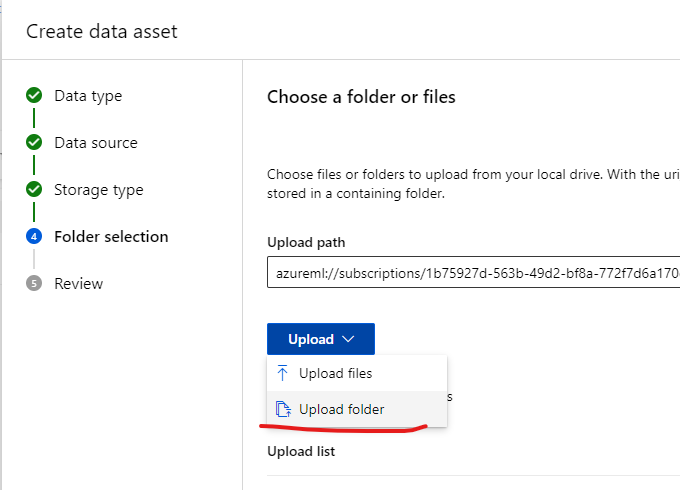 Create data asset
Data type
Data source
Storage type
4 Folder selection
5 Review
Choose a folder or files
Choose files or folders to upload from your local drive. With the uri
stored in a containing folder.
Upload path
azureml://subscriptions/1b75927d-563b-49d2-bf8a-772f7d6a170
Upload
Upload files
Upload folder
s
Upload list